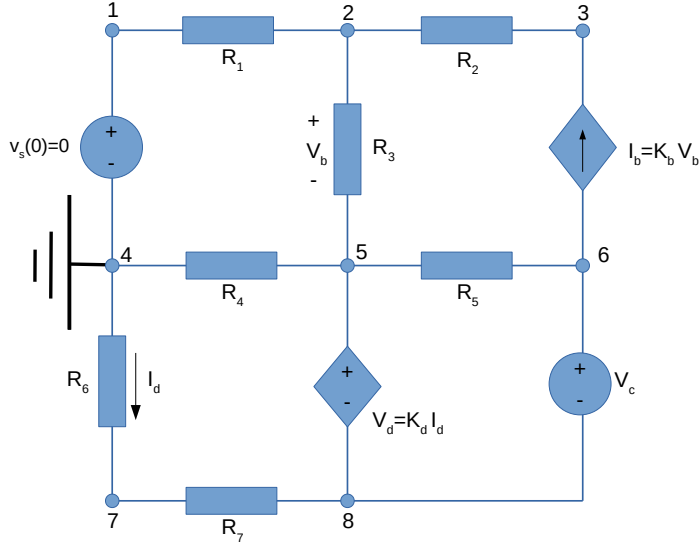 1
2
3
R1
R2
+
-
vs(0)=0
+
Vb
-
R3
Ib=Kb Vb
4
5
6
R4
R5
R6
Id
+
-
Vd=Kd Id
+
-
Vc
7
R7
8